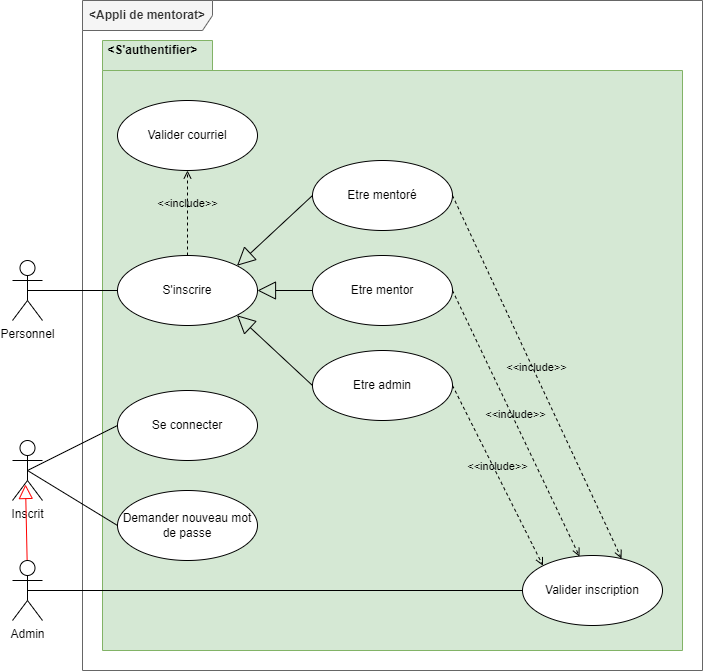 <Appli de mentorat>
<S'authentifier>
Valider courriel
<<include>>
Etre mentoré
S'inscrire
Etre mentor
Personnel
Etre admin
<<include>>
<<include>>
<<include>>
Se connecter
Inscrit
Demander nouveau mot
de passe
Valider inscription
Admin